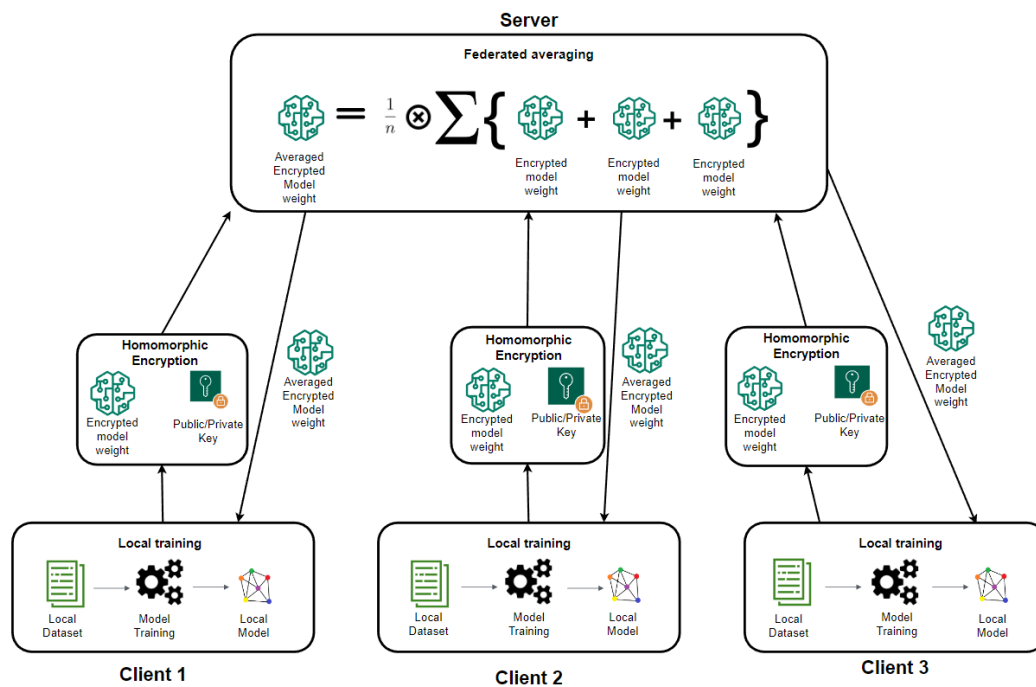 Server
Federated averaging
= 1/n ⊗ ∑ { + + }
Averaged
Encrypted
Model
weight
Encrypted
model
weight
Encrypted
model
weight
Encrypted
model
weight
Homomorphic
Encryption
Encrypted
model
weight
Public/Private
Key
Averaged
Encrypted
Model
weight
Homomorphic
Encryption
Encrypted
model
weight
Public/Private
Key
Averaged
Encrypted
Model
weight
Homomorphic
Encryption
Encrypted
model
weight
Public/Private
Key
Averaged
Encrypted
Model
weight
Local training
Local
Dataset
Model
Training
Local
Model
Client 1
Local training
Local
Dataset
Model
Training
Local
Model
Client 2
Local training
Local
Dataset
Model
Training
Local
Model
Client 3